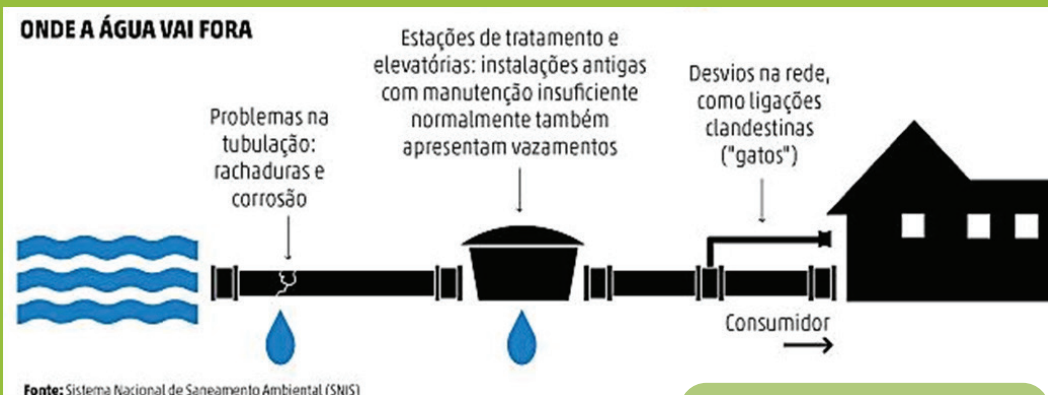 ONDE A ÁGUA VAI FORA
Problemas na
tubulação:
rachaduras e
corrosão
Estações de tratamento e
elevatórias: instalações antigas
com manutenção insuficiente
normalmente também
apresentam vazamentos
Desvios na rede,
como ligações
clandestinas
("gatos")
Consumidor
Fonte: Sistema Nacional de Saneamento Ambiental (SNIS)